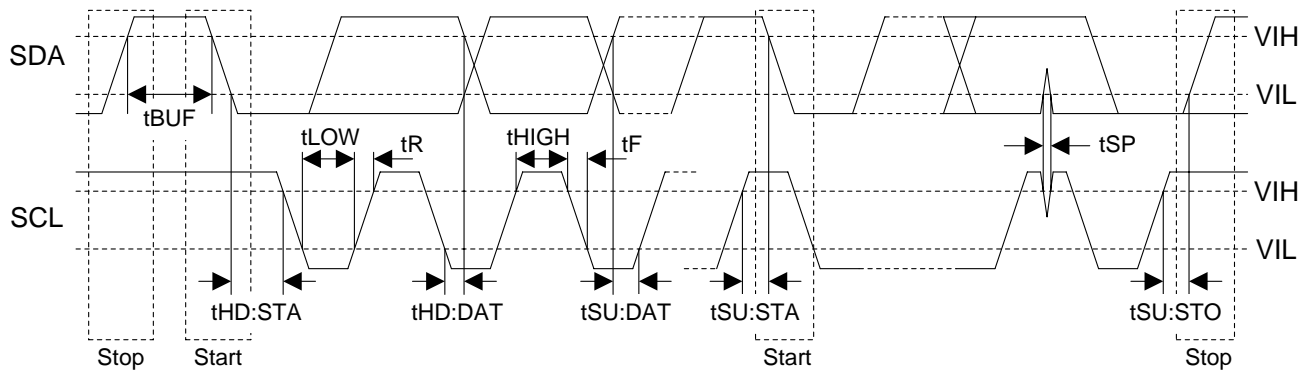 SDA
VIH
VIL
tBUF
tLOW
tR
tHIGH
tF
tSP
SCL
VIH
VIL
tHD:STA
tHD:DAT
tSU:DAT
tSU:STA
tSU:STO
Stop
Start
Start
Stop